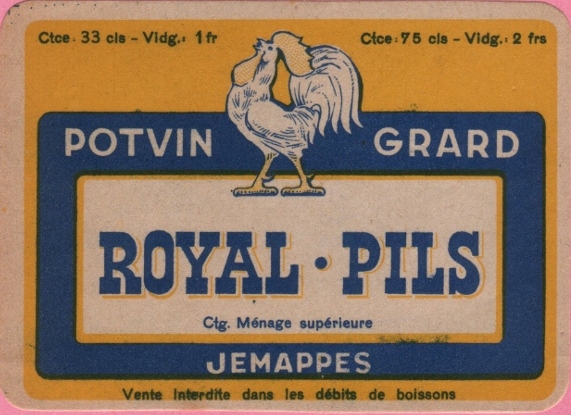 Ctce: 33 cls - Vidg.: 1 fr
Ctce: 75 cls - Vidg.: 2 frs
POTVIN GRARD
ROYAL · PILS
Ctg. Ménage supérieure
JEMAPPES
Vente Interdite dans les débits de boissons